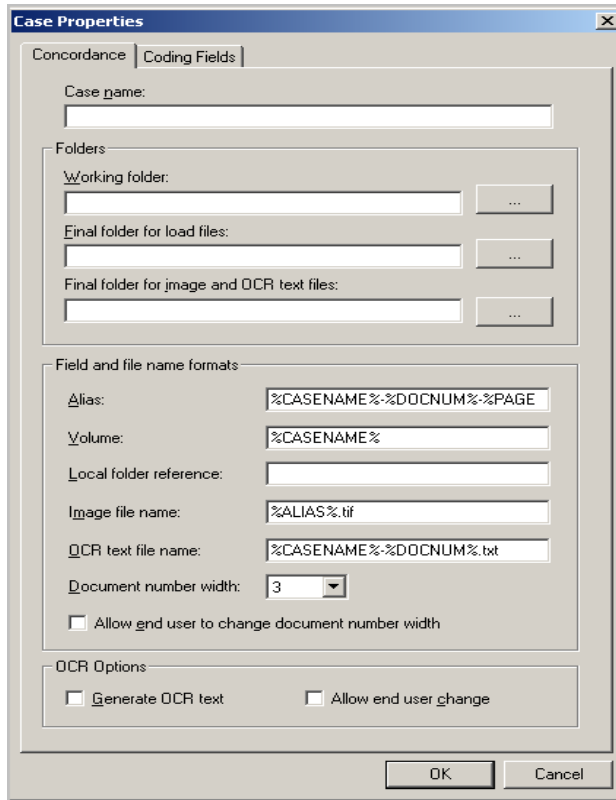 Case Properties
Concordance Coding Fields
Case name:
Folders
Working folder:
...
Final folder for load files:
...
Final folder for image and OCR text files:
...
Field and file name formats
Alias: %CASENAME%-%DOCNUM%-%PAGE
Volume: %CASENAME%
Local folder reference:
Image file name: %ALIAS%.tif
OCR text file name: %CASENAME%-%DOCNUM%.txt
Document number width: 3
Allow end user to change document number width
OCR Options
Generate OCR text Allow end user change
OK Cancel